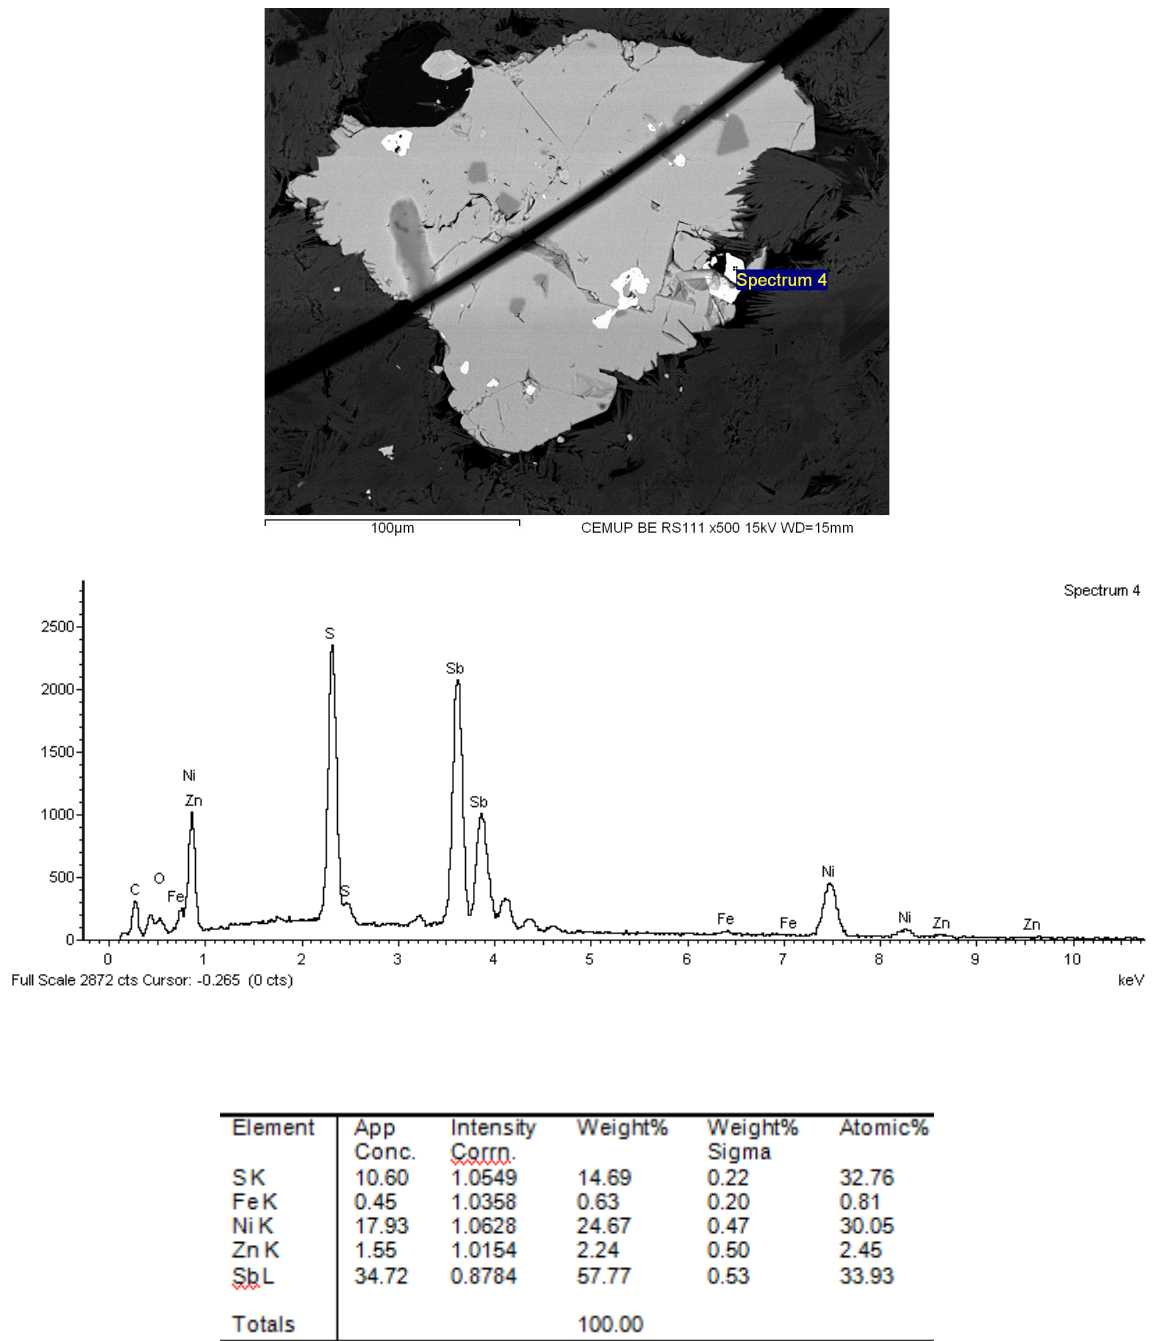 Spectrum 4
100µm CEMUP BE RS111 x500 15kV WD=15mm
Spectrum 4
2500
2000
1500
1000
500
0
S
Sb
Ni
Zn
Sb
C
O
Fe
S
Fe
Fe
Ni
Ni
Zn
Zn
0 1 2 3 4 5 6 7 8 9 10
Full Scale 2872 cts Cursor: -0.265 (0 cts) keV
Element App Intensity Weight% Weight% Atomic%
Conc. Corrn. Sigma
S K 10.60 1.0549 14.69 0.22 32.76
Fe K 0.45 1.0358 0.63 0.20 0.81
Ni K 17.93 1.0628 24.67 0.47 30.05
Zn K 1.55 1.0154 2.24 0.50 2.45
Sb L 34.72 0.8784 57.77 0.53 33.93
Totals 100.00